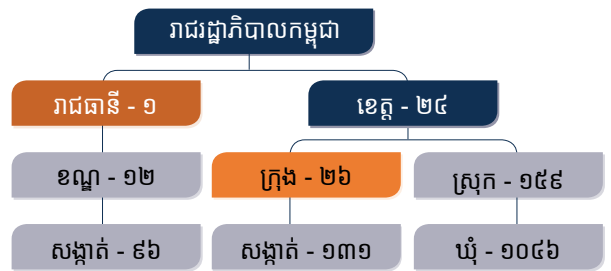 រាជរដ្ឋាភិបាលកម្ពុជា
រាជធានី - ១
ខេត្ត - ២៤
ខណ្ឌ - ១២
ក្រុង - ២៦
ស្រុក - ១៥៩
សង្កាត់ - ៩៦
សង្កាត់ - ១៣១
ឃុំ - ១០៤៦